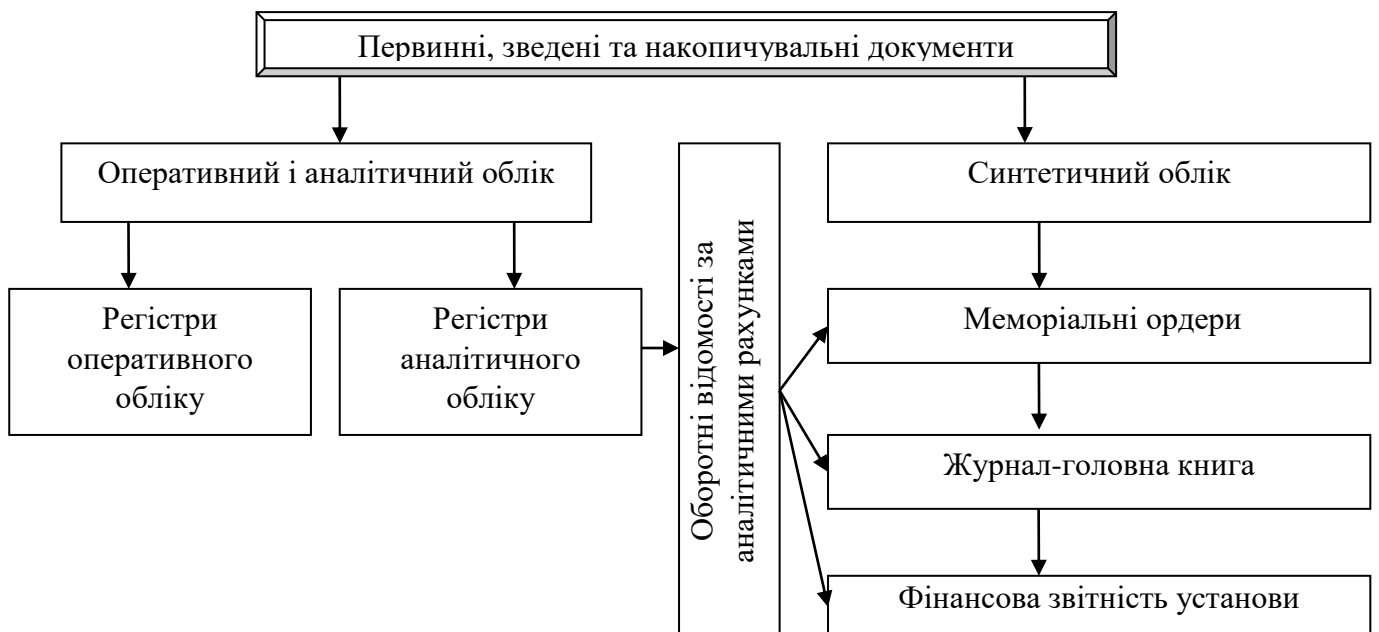 Первинні, зведені та накопичувальні документи
Оперативний і аналітичний облік
Синтетичний облік
Регістри
оперативного
обліку
Регістри
аналітичного
обліку
Оборотні відомості за
аналітичними рахунками
Меморіальні ордери
Журнал-головна книга
Фінансова звітність установи